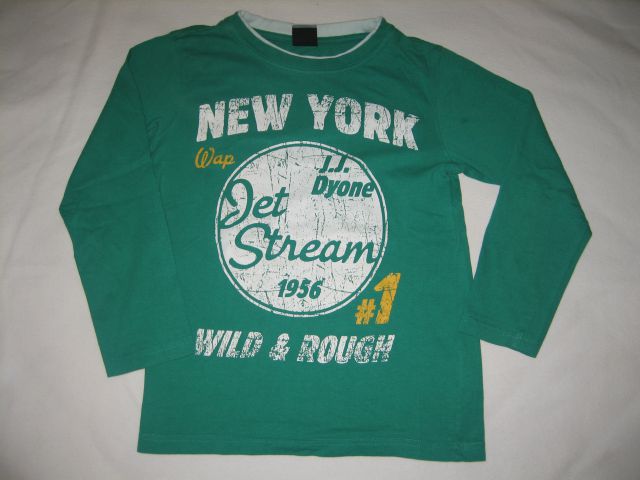 NEW YORK
Wap
J.J.
Dyone
Jet
Stream
1956
#1
WILD & ROUGH